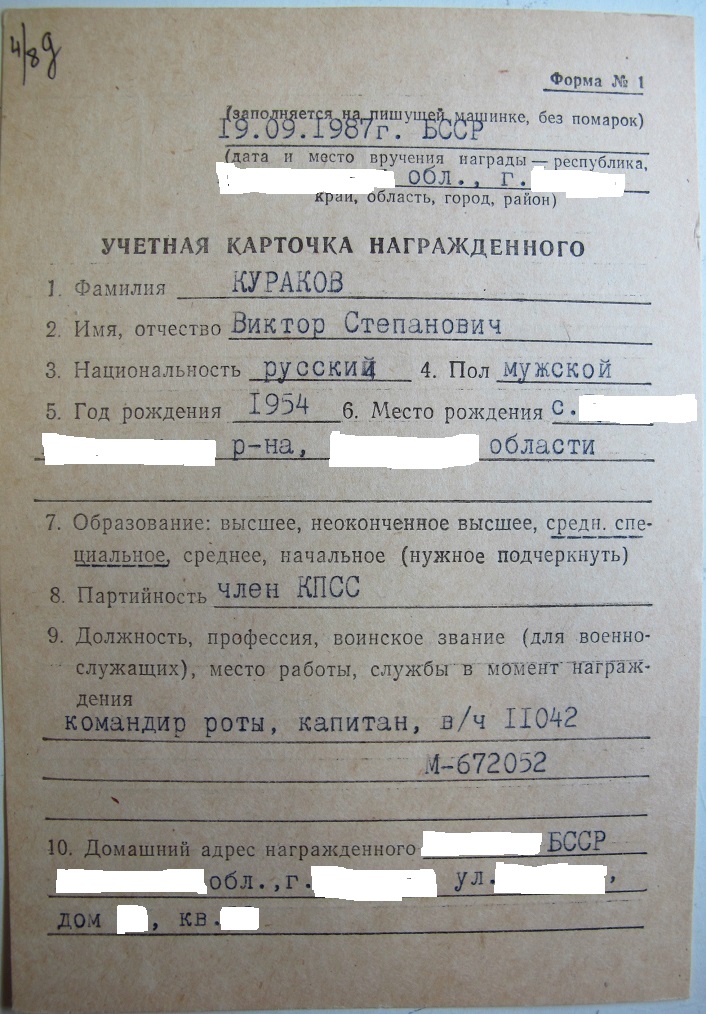 4/8д
Форма № 1
(заполняется на пишущей машинке, без помарок)
19.09.1987г. БССР
(дата и место вручения награды — республика,
обл., г.
край, область, город, район)
УЧЕТНАЯ КАРТОЧКА НАГРАЖДЕННОГО
1. Фамилия КУРАКОВ
2. Имя, отчество Виктор Степанович
3. Национальность русский 4. Пол мужской
5. Год рождения 1954 6. Место рождения с.
р-на, области
7. Образование: высшее, неоконченное высшее, средн. спе-
циальное, среднее, начальное (нужное подчеркнуть)
8. Партийность член КПСС
9. Должность, профессия, воинское звание (для военно-
служащих), место работы, службы в момент награж-
дения
командир роты, капитан, в/ч II042
М-672052
10. Домашний адрес награжденного БССР
обл.,г. ул. ,
дом , кв.